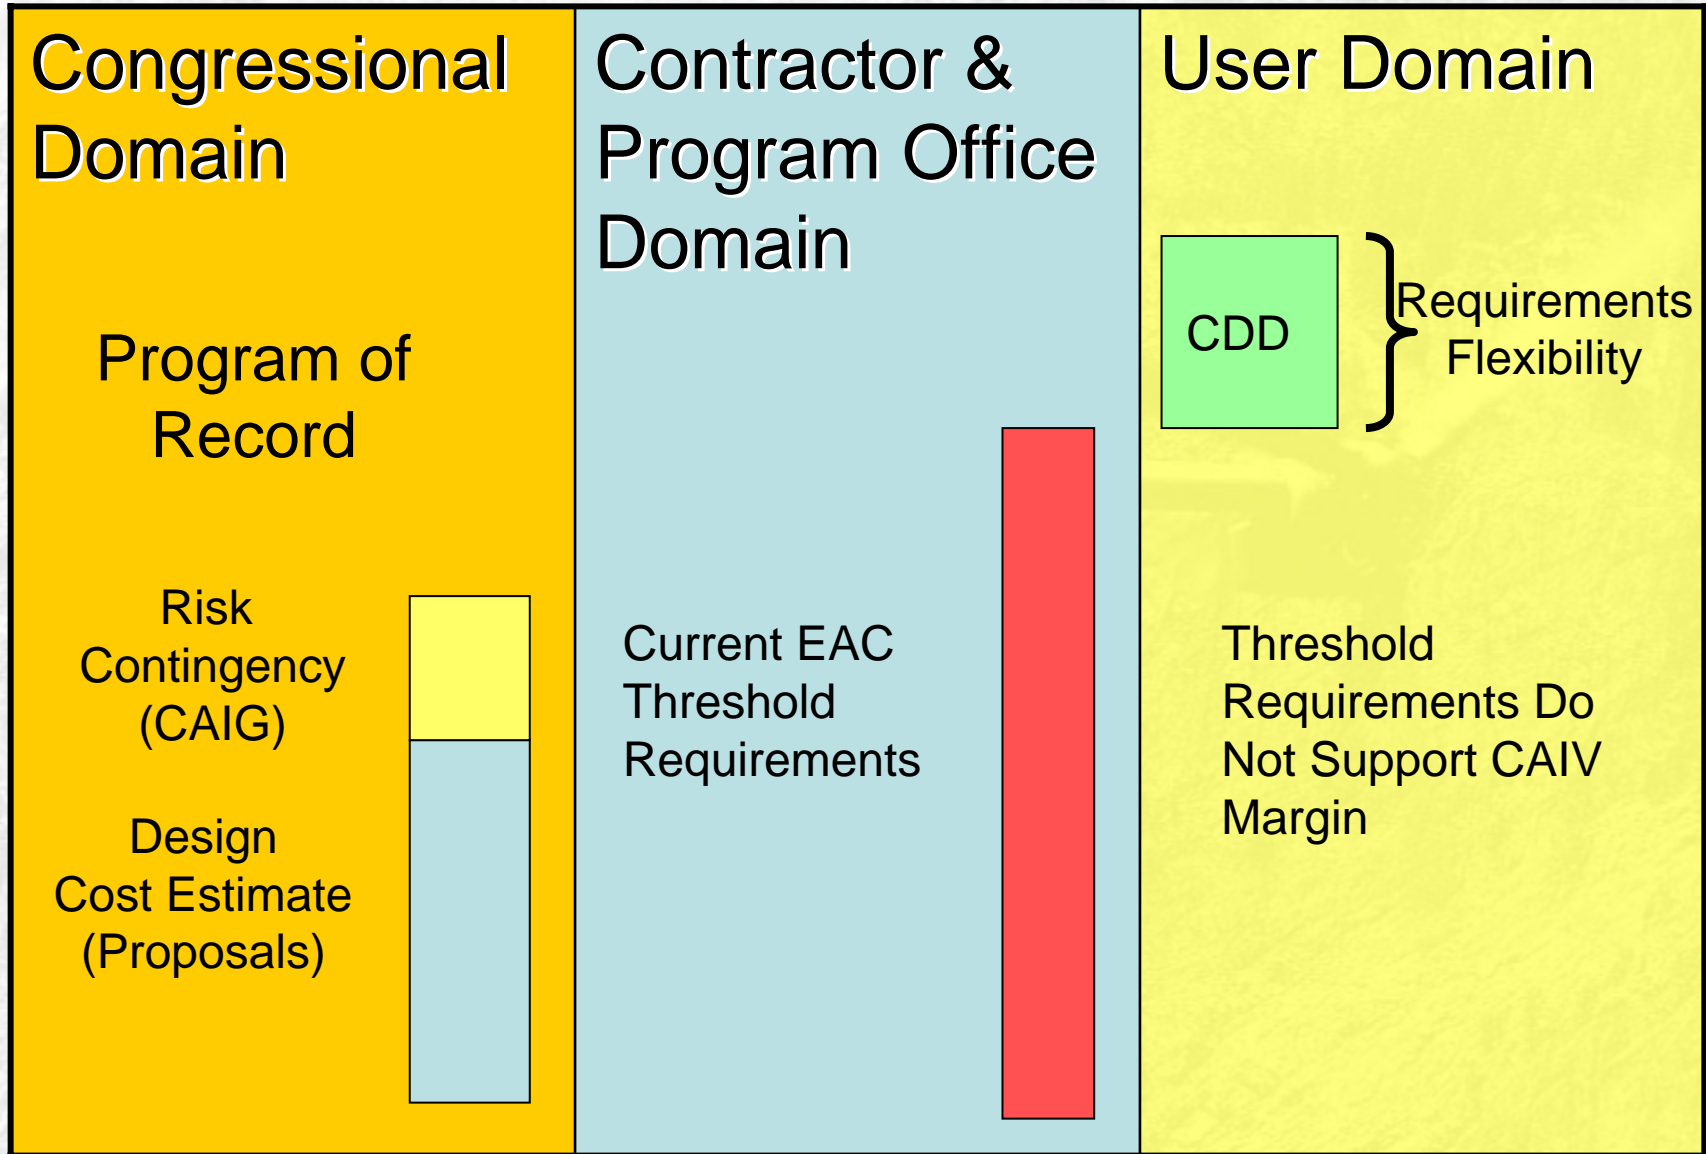 Congressional
Domain
Program of
Record
Risk
Contingency
(CAIG)
Design
Cost Estimate
(Proposals)
Contractor &
Program Office
Domain
Current EAC
Threshold
Requirements
User Domain
CDD
Requirements
Flexibility
Threshold
Requirements Do
Not Support CAIV
Margin